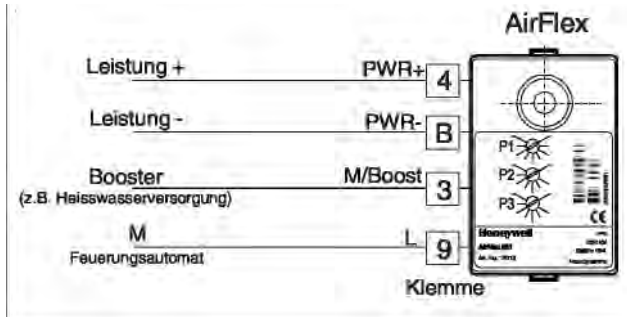 AirFlex
Leistung + PWR+ 4
Leistung - PWR- B
P1
P2
Booster M/Boost 3
(z.B. Heisswasserversorgung)
P3
CE
M L 9
Feuerungsautomat
Honeywell
Klemme